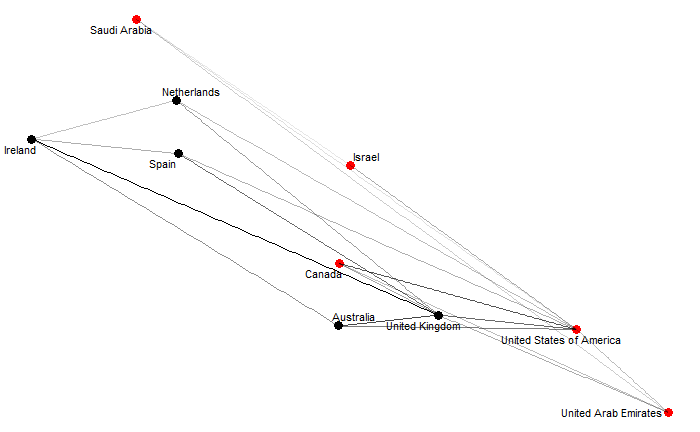 Saudi Arabia
Netherlands
Ireland
Spain
Israel
Canada
Australia
United Kingdom
United States of America
United Arab Emirates